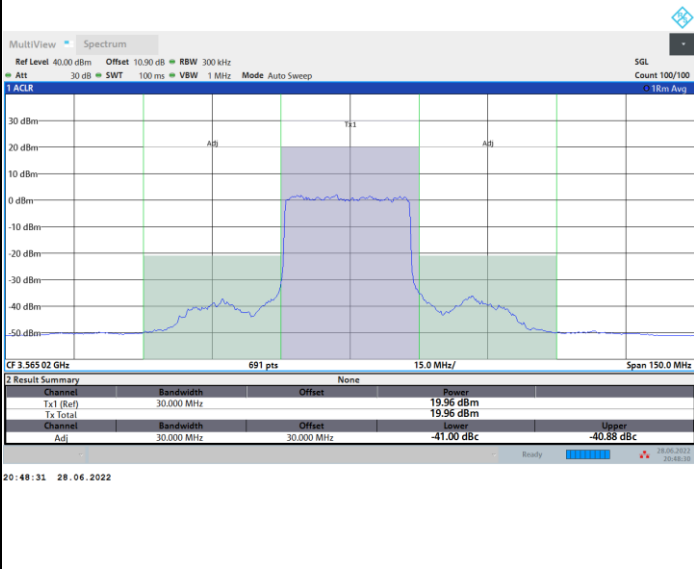 MultiView Spectrum
Ref Level 40.00 dBm Offset 10.90 dB RBW 300 kHz SGL
Att 30 dB SWT 100 ms VBW 1 MHz Mode Auto Sweep Count 100/100
1 ACLR 1Rm Avg
30 dBm
Tx1
20 dBm
Adj Adj
10 dBm
0 dBm
-10 dBm
-20 dBm
-30 dBm
-40 dBm
-50 dBm
CF 3.565 02 GHz 691 pts 15.0 MHz/ Span 150.0 MHz
2 Result Summary None
Channel Bandwidth Offset Power
Tx1 (Ref) 30.000 MHz 19.96 dBm
Tx Total 19.96 dBm
Channel Bandwidth Offset Lower Upper
Adj 30.000 MHz 30.000 MHz -41.00 dBc -40.88 dBc
Ready 28.06.2022
20:48:30
20:48:31 28.06.2022